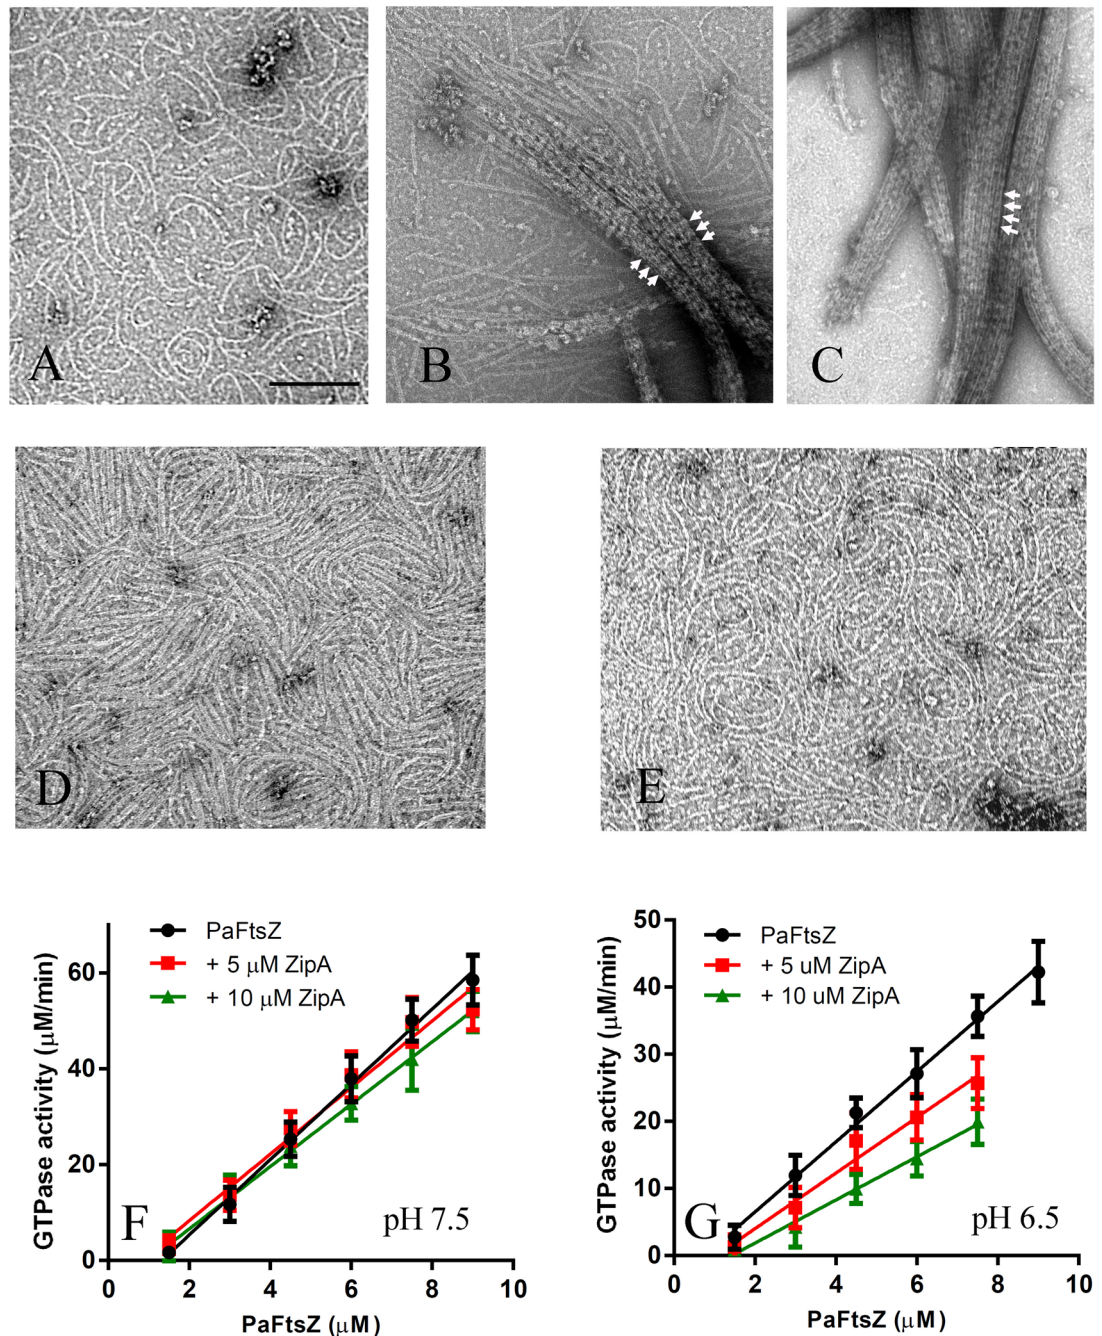 A
B
C
D
E
PaFtsZ
+ 5 μM ZipA
+ 10 μM ZipA
GTPase activity (μM/min)
60
40
20
0
F
pH 7.5
0 2 4 6 8 10
PaFtsZ (μM)
PaFtsZ
+ 5 uM ZipA
+ 10 uM ZipA
GTPase activity (μM/min)
50
40
30
20
10
0
G
pH 6.5
0 2 4 6 8 10
PaFtsZ (μM)